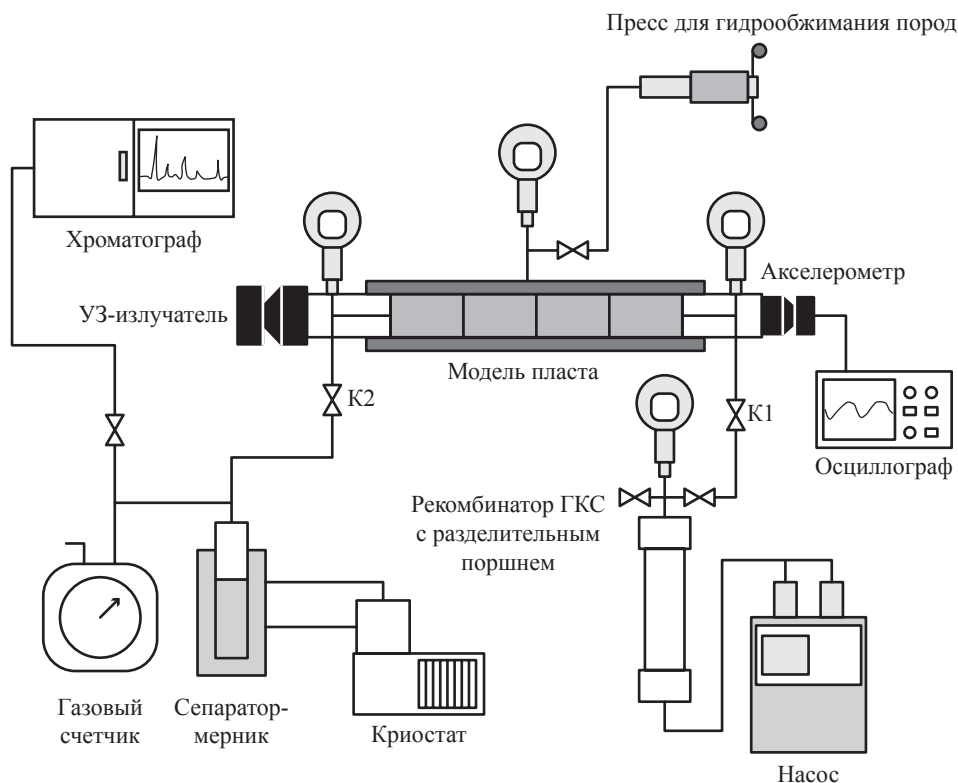 Пресс для гидрообжимания пород
Хроматограф
Акселерометр
УЗ-излучатель
Модель пласта
К2
К1
Осциллограф
Рекомбинатор ГКС
с разделительным
поршнем
Газовый
счетчик
Сепаратор-
мерник
Криостат
Насос